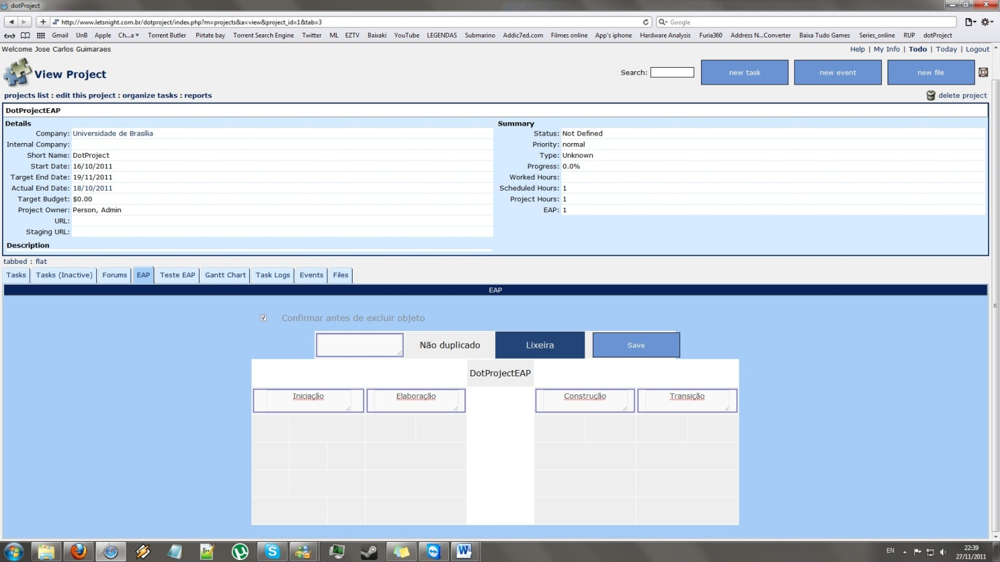 dotProject
http://www.letsnight.com.br/dotproject/index.php?m=projects&a=view&project_id=1&tab=3
Google
Gmail UnB Apple Ch...a Torrent Butler Pirtate bay Torrent Search Engine Twitter ML EZTV Baixaki YouTube LEGENDAS Submarino Addic7ed.com Filmes online App's iphone Hardware Analysis Furia360 Address N...Converter Baixa Tudo Games Series_online RUP dotProject
Welcome Jose Carlos Guimaraes
Help | My Info | Todo | Today | Logout
View Project
Search:
new task
new event
new file
projects list : edit this project : organize tasks : reports
delete project
DotProjectEAP
Details
Company: Universidade de Brasília
Internal Company:
Short Name: DotProject
Start Date: 16/10/2011
Target End Date: 19/11/2011
Actual End Date: 18/10/2011
Target Budget: $0.00
Project Owner: Person, Admin
URL:
Staging URL:
Description
Summary
Status: Not Defined
Priority: normal
Type: Unknown
Progress: 0.0%
Worked Hours:
Scheduled Hours: 1
Project Hours: 1
EAP: 1
tabbed : flat
Tasks Tasks (Inactive) Forums EAP Teste EAP Gantt Chart Task Logs Events Files
EAP
Confirmar antes de excluir objeto
Não duplicado Lixeira Save
DotProjectEAP
Iniciação Elaboração Construção Transição
EN
22:39
27/11/2011